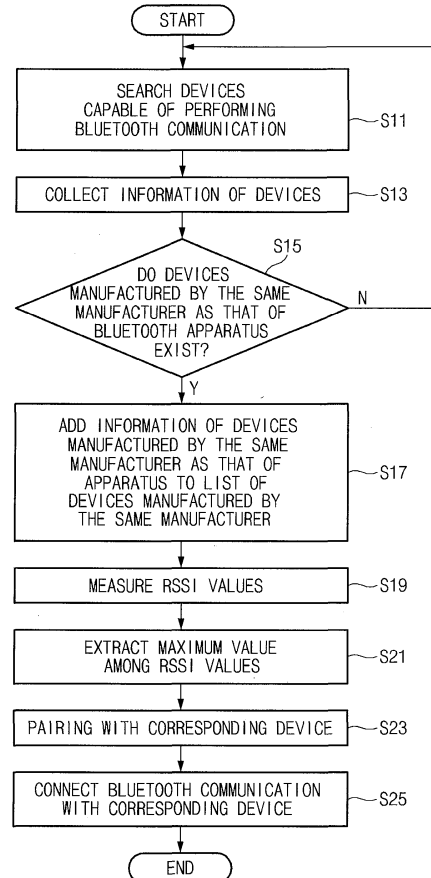 START
SEARCH DEVICES
CAPABLE OF PERFORMING
BLUETOOTH COMMUNICATION
S11
COLLECT INFORMATION OF DEVICES
S13
S15
DO DEVICES
MANUFACTURED BY THE SAME
MANUFACTURER AS THAT OF
BLUETOOTH APPARATUS
EXIST?
N
Y
ADD INFORMATION OF DEVICES
MANUFACTURED BY THE SAME
MANUFACTURER AS THAT OF
APPARATUS TO LIST OF
DEVICES MANUFACTURED BY
THE SAME MANUFACTURER
S17
MEASURE RSSI VALUES
S19
EXTRACT MAXIMUM VALUE
AMONG RSSI VALUES
S21
PAIRING WITH CORRESPONDING DEVICE
S23
CONNECT BLUETOOTH COMMUNICATION
WITH CORRESPONDING DEVICE
S25
END